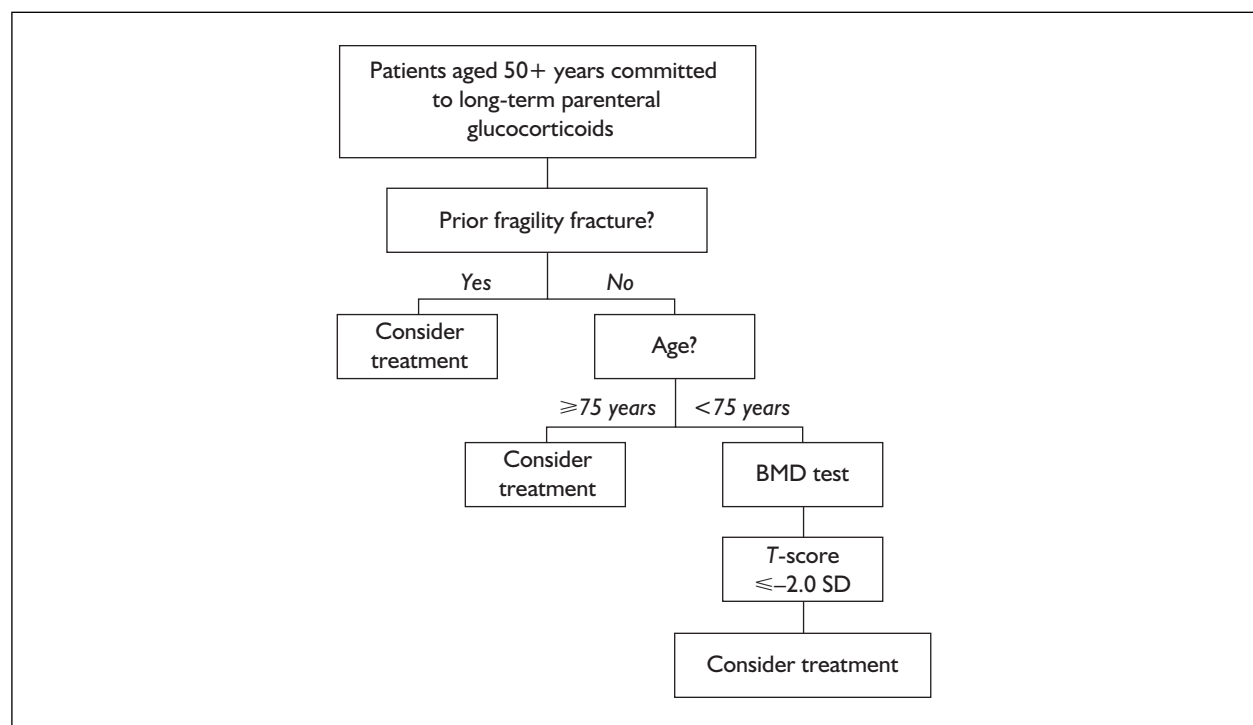 Patients aged 50+ years committed
to long-term parenteral
glucocorticoids
Prior fragility fracture?
Yes
No
Consider
treatment
Age?
⩾75 years
<75 years
Consider
treatment
BMD test
T-score
⩽–2.0 SD
Consider treatment